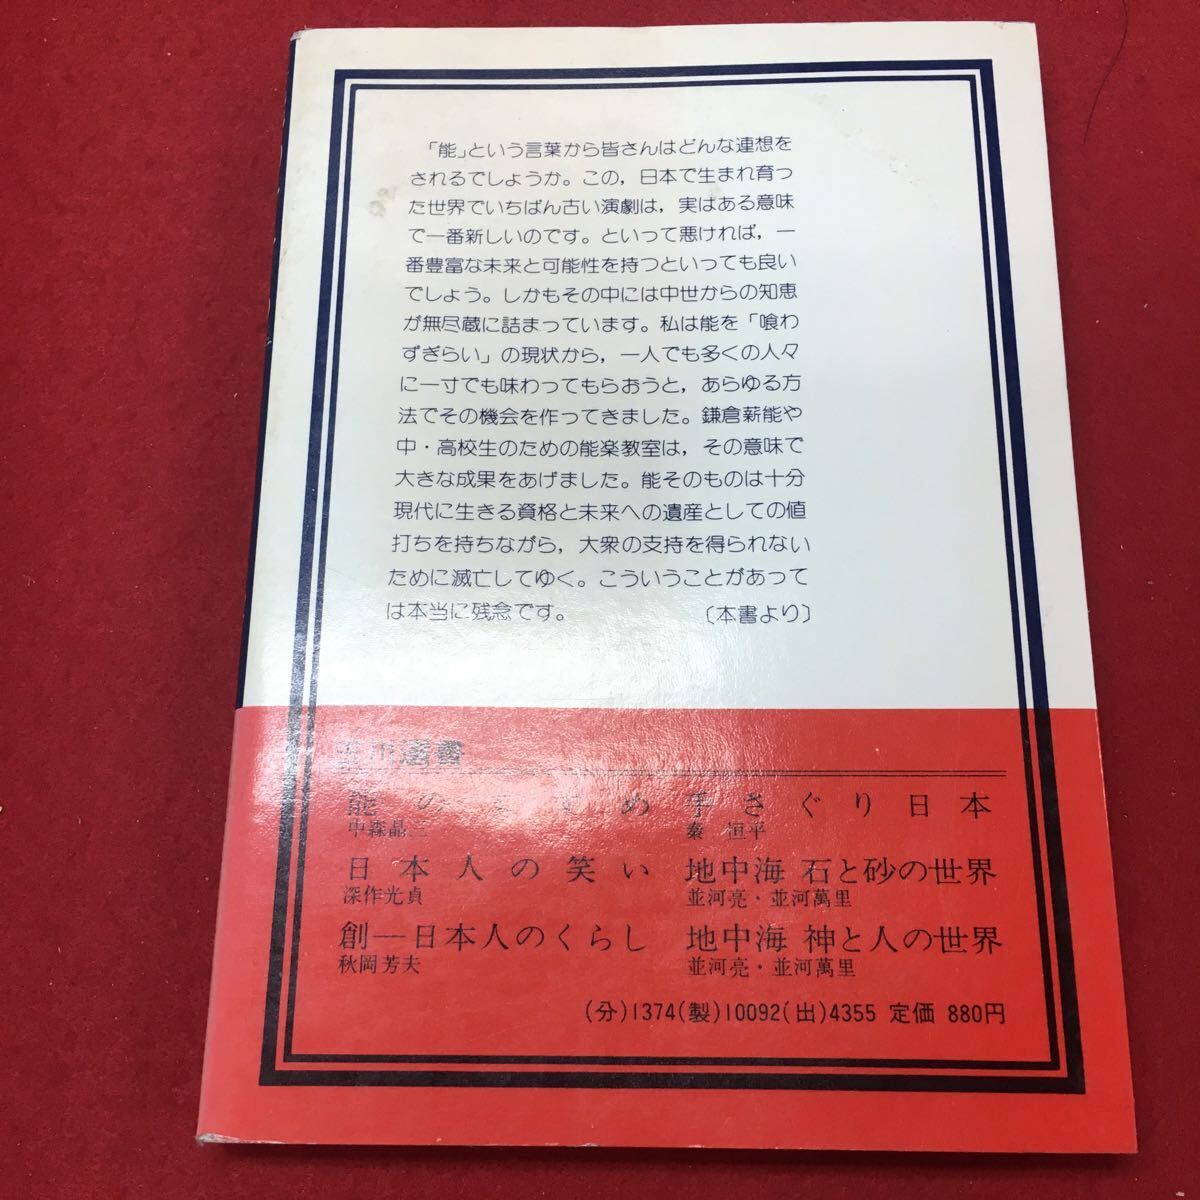 「能」という言葉から皆さんはどんな連想を
されるでしょうか。この，日本で生まれ育っ
た世界でいちばん古い演劇は，実はある意味
で一番新しいのです。といって悪ければ，一
番豊富な未来と可能性を持つといっても良い
でしょう。しかもその中には中世からの知恵
が無尽蔵に詰まっています。私は能を「喰わ
ずぎらい」の現状から，一人でも多くの人々
に一寸でも味わってもらおうと，あらゆる方
法でその機会を作ってきました。鎌倉薪能や
中・高校生のための能楽教室は，その意味で
大きな成果をあげました。能そのものは十分
現代に生きる資格と未来への遺産としての値
打ちを持ちながら，大衆の支持を得られない
ために滅亡してゆく。こういうことがあって
は本当に残念です。 〔本書より〕
玉川選書
能のすすめ 手さぐり日本
中森晶三 秦 恒平
日本人の笑い 地中海 石と砂の世界
深作光貞 並河亮・並河萬里
創—日本人のくらし 地中海 神と人の世界
秋岡芳夫 並河亮・並河萬里
(分)1374(製)10092(出)4355 定価 880円